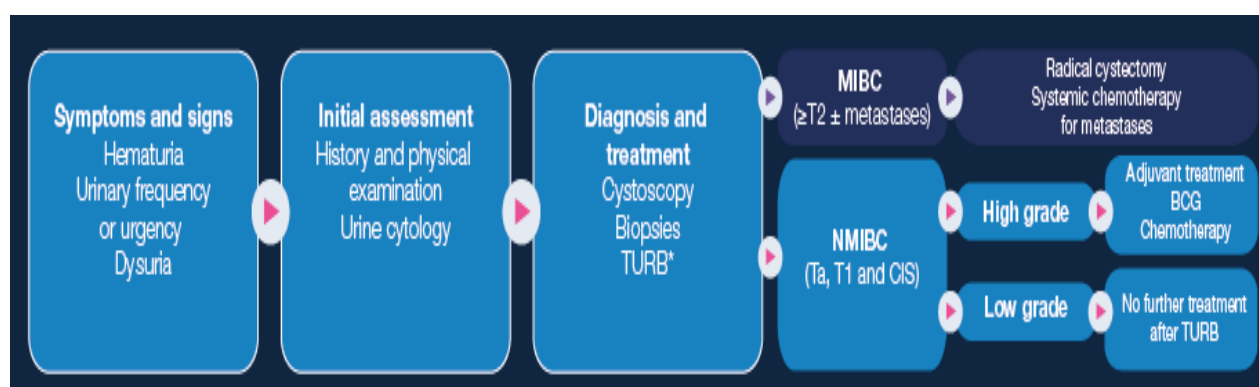 Symptoms and signs
Hematuria
Urinary frequency
or urgency
Dysuria
Initial assessment
History and physical
examination
Urine cytology
Diagnosis and
treatment
Cystoscopy
Biopsies
TURB*
MIBC
(≥T2 ± metastases)
Radical cystectomy
Systemic chemotherapy
for metastases
NMIBC
(Ta, T1 and CIS)
High grade
Adjuvant treatment
BCG
Chemotherapy
Low grade
No further treatment
after TURB